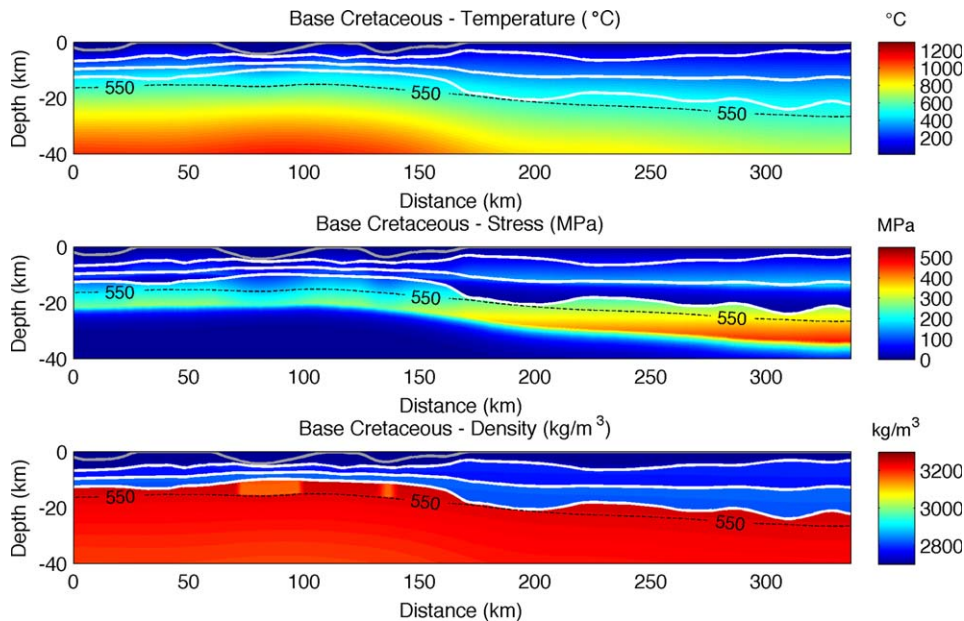 Base Cretaceous - Temperature (°C)
°C
0
-20
-40
Depth (km)
550
550
550
0 50 100 150 200 250 300
Distance (km)
1200
1000
800
600
400
200
Base Cretaceous - Stress (MPa)
MPa
0
-20
-40
Depth (km)
550
550
550
0 50 100 150 200 250 300
Distance (km)
500
400
300
200
100
0
Base Cretaceous - Density (kg/m³)
kg/m³
0
-20
-40
Depth (km)
550
550
550
0 50 100 150 200 250 300
Distance (km)
3200
3000
2800